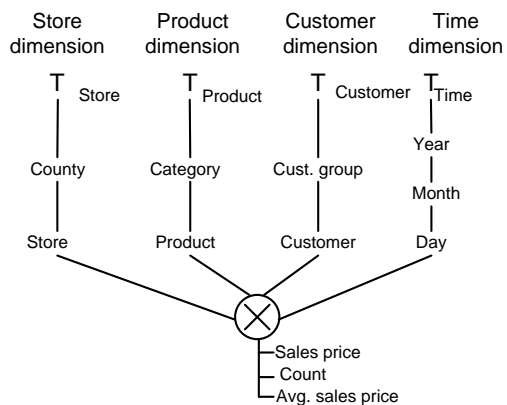 Store dimension
Product dimension
Customer dimension
Time dimension
T Store
T Product
T Customer
T Time
Year
County
Category
Cust. group
Month
Store
Product
Customer
Day
Sales price
Count
Avg. sales price